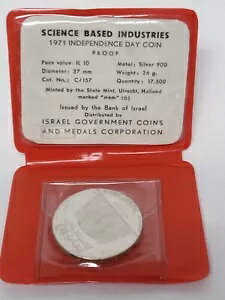 SCIENCE BASED INDUSTRIES
1971 INDEPENDENCE DAY COIN
PROOF
Face value: IL 10 Metal: Silver 900
Diameter: 37 mm Weight: 26 g.
Cat. No.: C/157 Quantity: 17.500
Minted by the State Mint, Utrecht, Holland
marked "mem" (מ)
Issued by the Bank of Israel
Distributed by
ISRAEL GOVERNMENT COINS
AND MEDALS CORPORATION